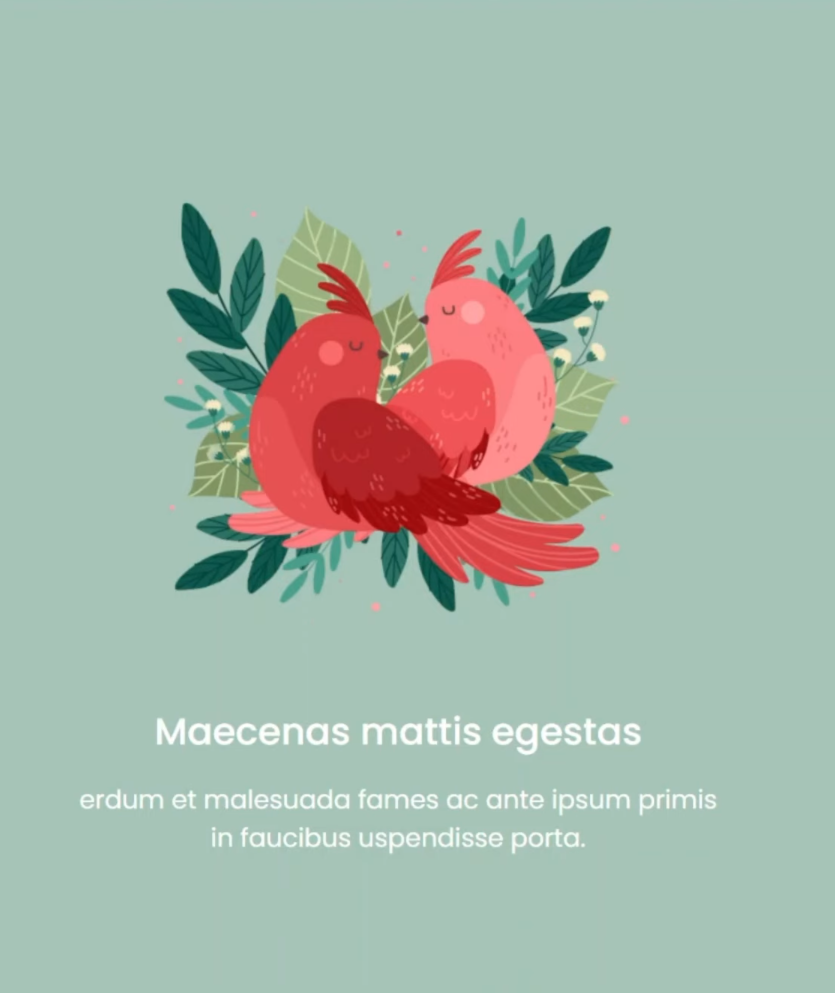 Maecenas mattis egestas
erdum et malesuada fames ac ante ipsum primis
in faucibus uspendisse porta.